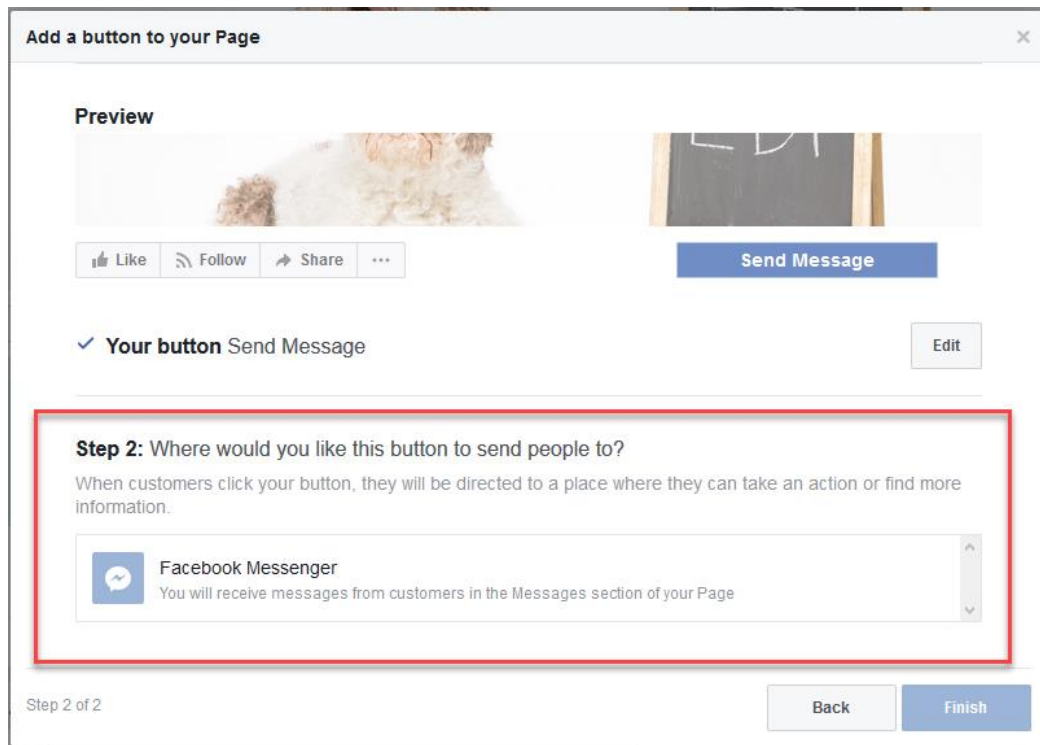 Add a button to your Page
Preview
Like Follow Share
Send Message
Your button Send Message
Edit
Step 2: Where would you like this button to send people to?
When customers click your button, they will be directed to a place where they can take an action or find more
information.
Facebook Messenger
You will receive messages from customers in the Messages section of your Page
Step 2 of 2
Back
Finish